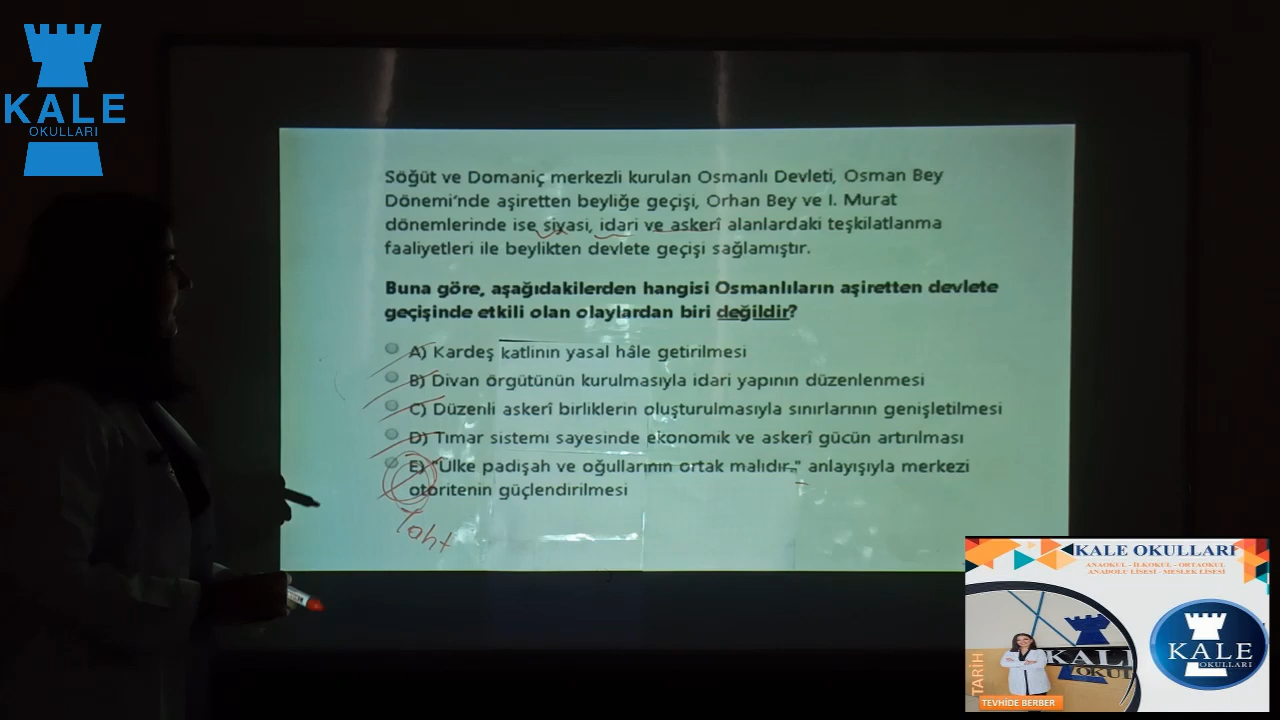 KALE
OKULLARI
Söğüt ve Domaniç merkezli kurulan Osmanlı Devleti, Osman Bey
Dönemi'nde aşiretten beyliğe geçişi, Orhan Bey ve I. Murat
dönemlerinde ise siyasi, idari ve askerî alanlardaki teşkilatlanma
faaliyetleri ile beylikten devlete geçişi sağlamıştır.
Buna göre, aşağıdakilerden hangisi Osmanlıların aşiretten devlete
geçişinde etkili olan olaylardan biri değildir?
A) Kardeş katlinin yasal hâle getirilmesi
B) Divan örgütünün kurulmasıyla idari yapının düzenlenmesi
C) Düzenli askerî birliklerin oluşturulmasıyla sınırlarının genişletilmesi
D) Tımar sistemi sayesinde ekonomik ve askerî gücün artırılması
E) "Ülke padişah ve oğullarının ortak malıdır." anlayışıyla merkezi
otoritenin güçlendirilmesi
Taht
KALE OKULLARI
ANAOKUL - İLKOKUL - ORTAOKUL
ANADOLU LİSESİ - MESLEK LİSESİ
KALE
OKULLARI
KALE
OKUL
TARİH
TEVHİDE BERBER